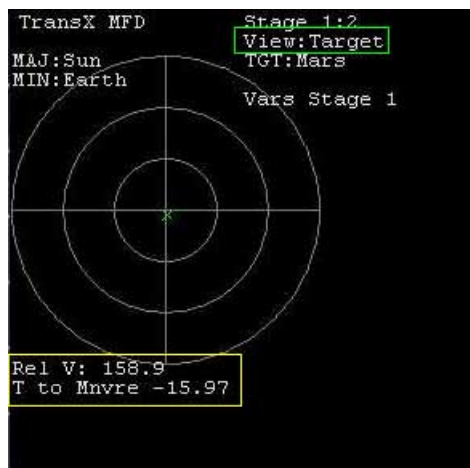 TransX MFD
Stage 1:2
View:Target
MAJ:Sun
TGT:Mars
MIN:Earth
Vars Stage 1
X
Rel V: 158.9
T to Mnvre -15.97